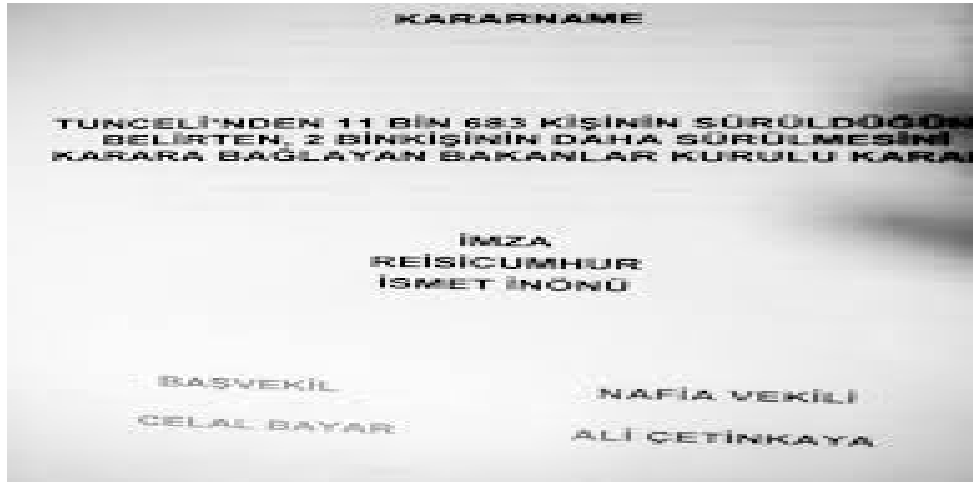 KARARNAME
TUNCELİ'NDEN 11 BİN 683 KİŞİNİN SÜRÜLDÜĞÜN
BELİRTEN, 2 BİNKİŞİNİN DAHA SÜRÜLMESİNİ
KARARA BAĞLAYAN BAKANLAR KURULU KARA
İMZA
REİSİCUMHUR
İSMET İNÖNÜ
BAŞVEKİL
NAFİA VEKİLİ
CELAL BAYAR
ALİ ÇETİNKAYA